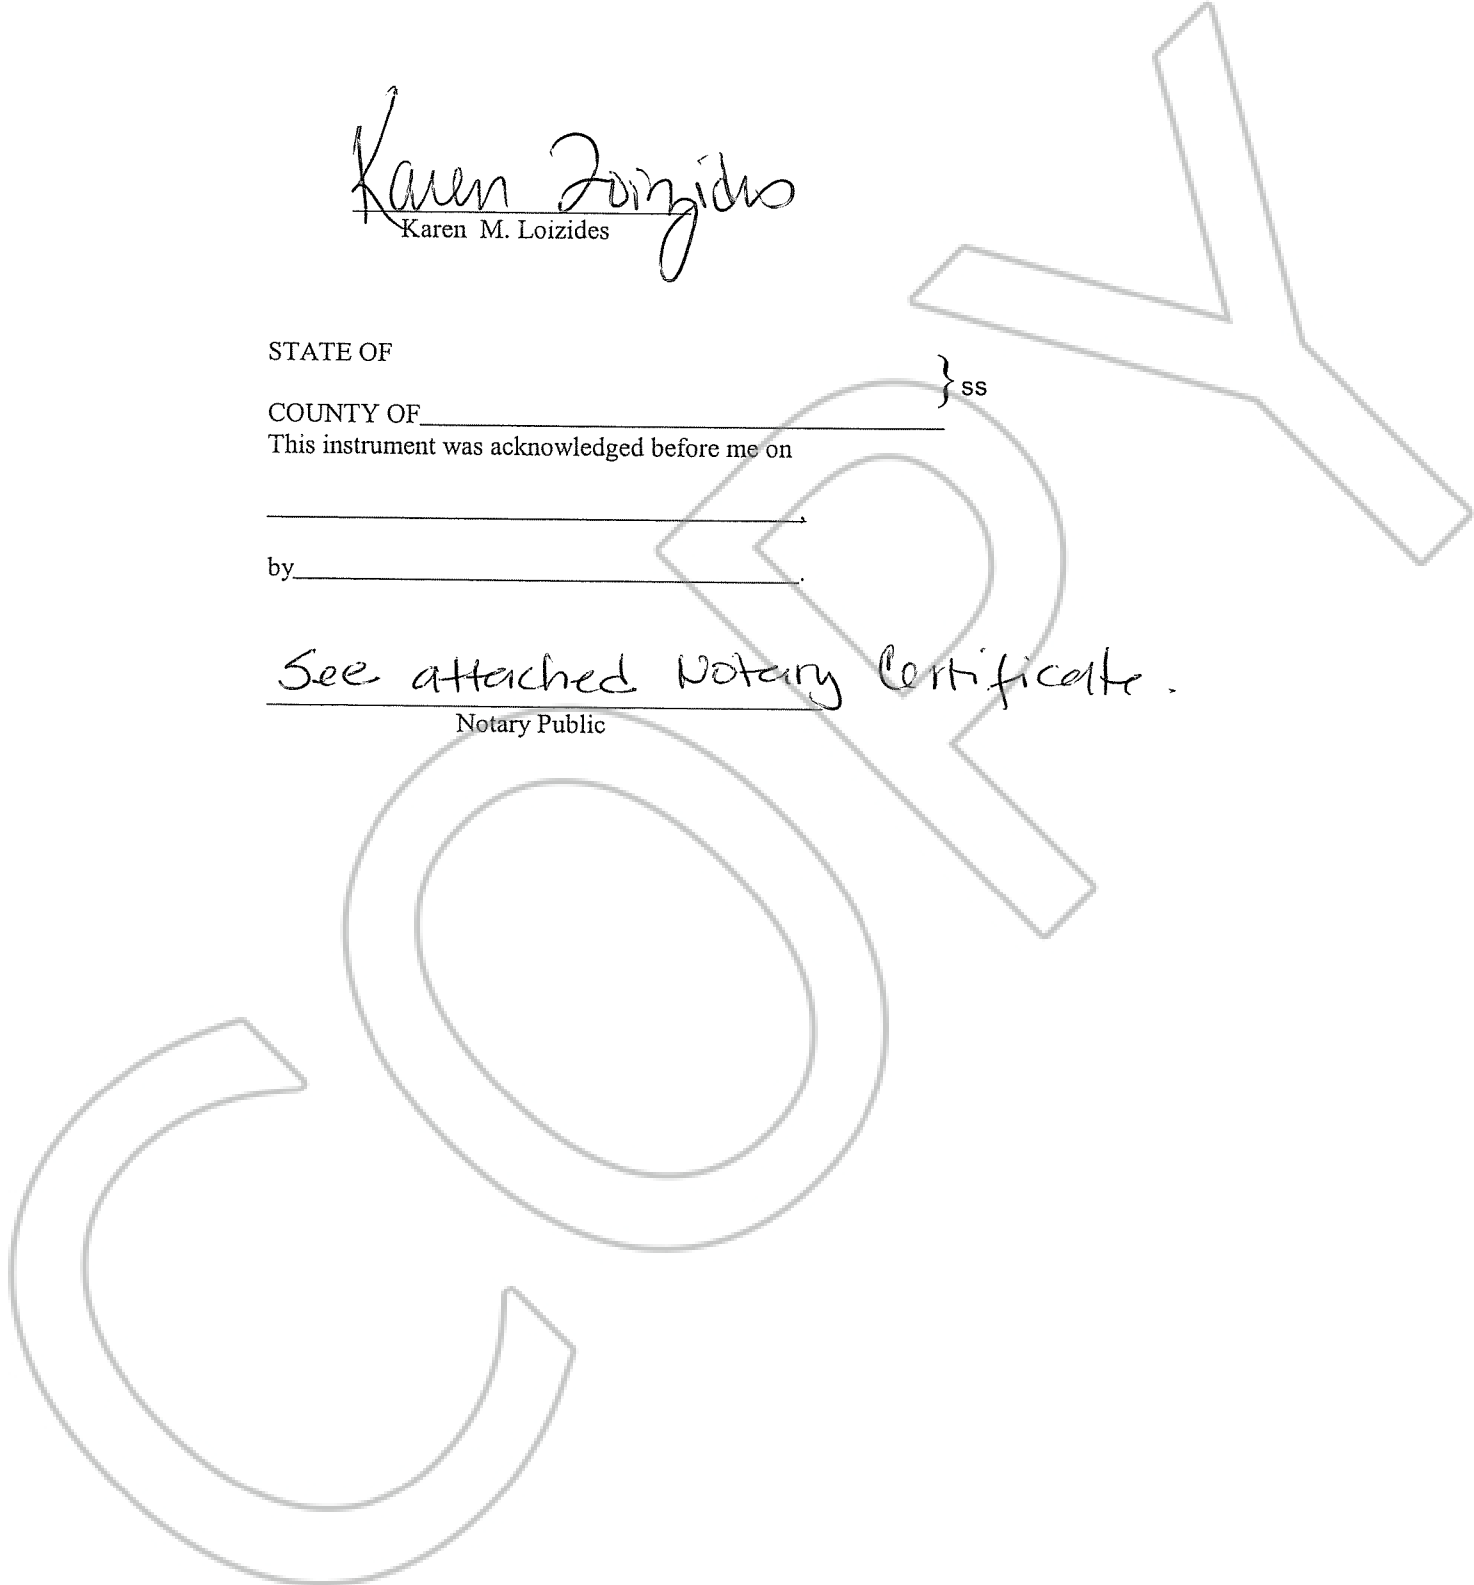 Karen Loizides
Karen M. Loizides
STATE OF
} ss
COUNTY OF
This instrument was acknowledged before me on
,
by .
See attached Notary Certificate.
Notary Public
COPY